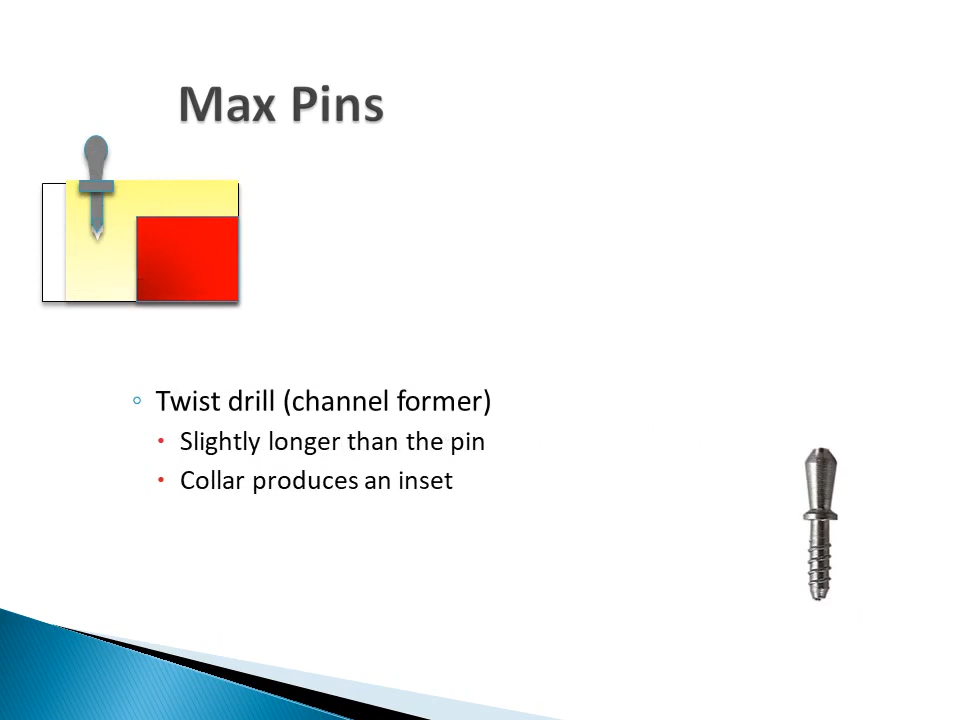 Max Pins
Twist drill (channel former)
Slightly longer than the pin
Collar produces an inset